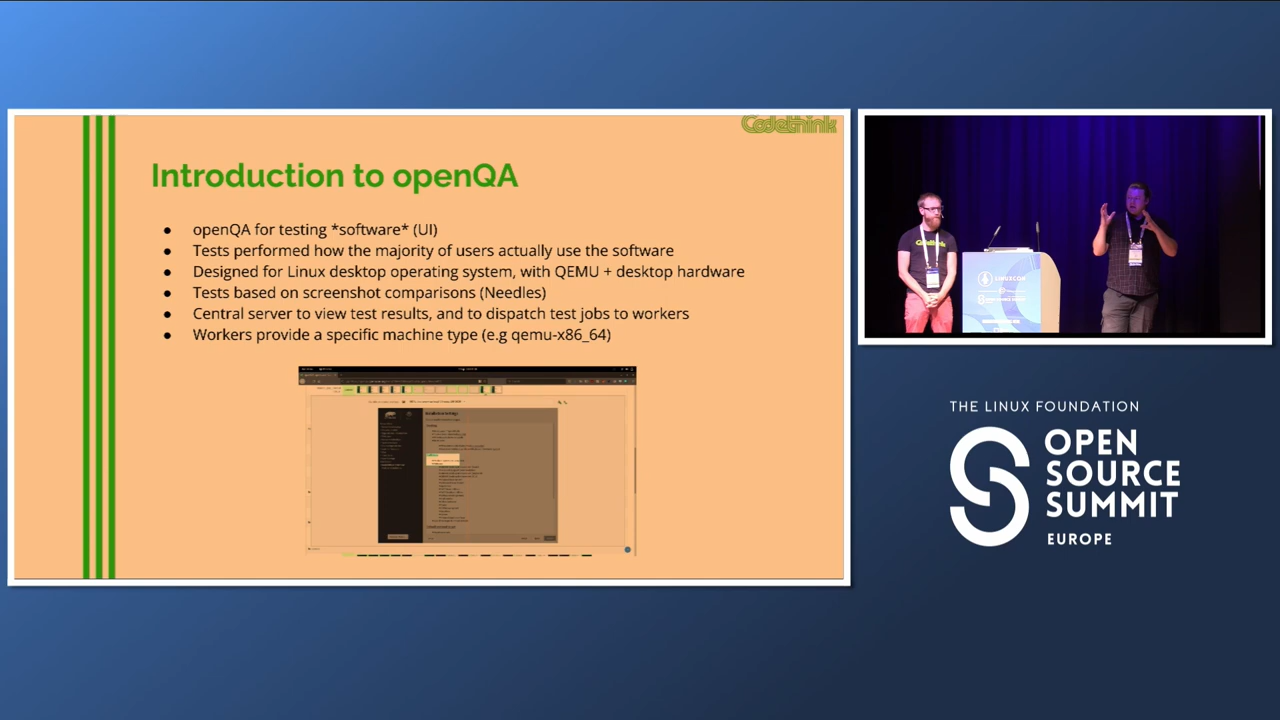 Codethink
Introduction to openQA
● openQA for testing *software* (UI)
● Tests performed how the majority of users actually use the software
● Designed for Linux desktop operating system, with QEMU + desktop hardware
● Tests based on screenshot comparisons (Needles)
● Central server to view test results, and to dispatch test jobs to workers
● Workers provide a specific machine type (e.g qemu-x86_64)
Codethink
LINUXCON
THE LINUX FOUNDATION
OPEN
SOURCE
SUMMIT
EUROPE